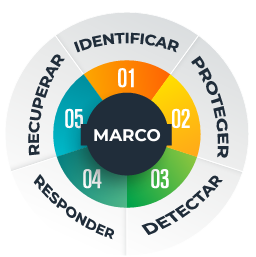 IDENTIFICAR
01
PROTEGER
02
DETECTAR
03
RESPONDER
04
RECUPERAR
05
MARCO